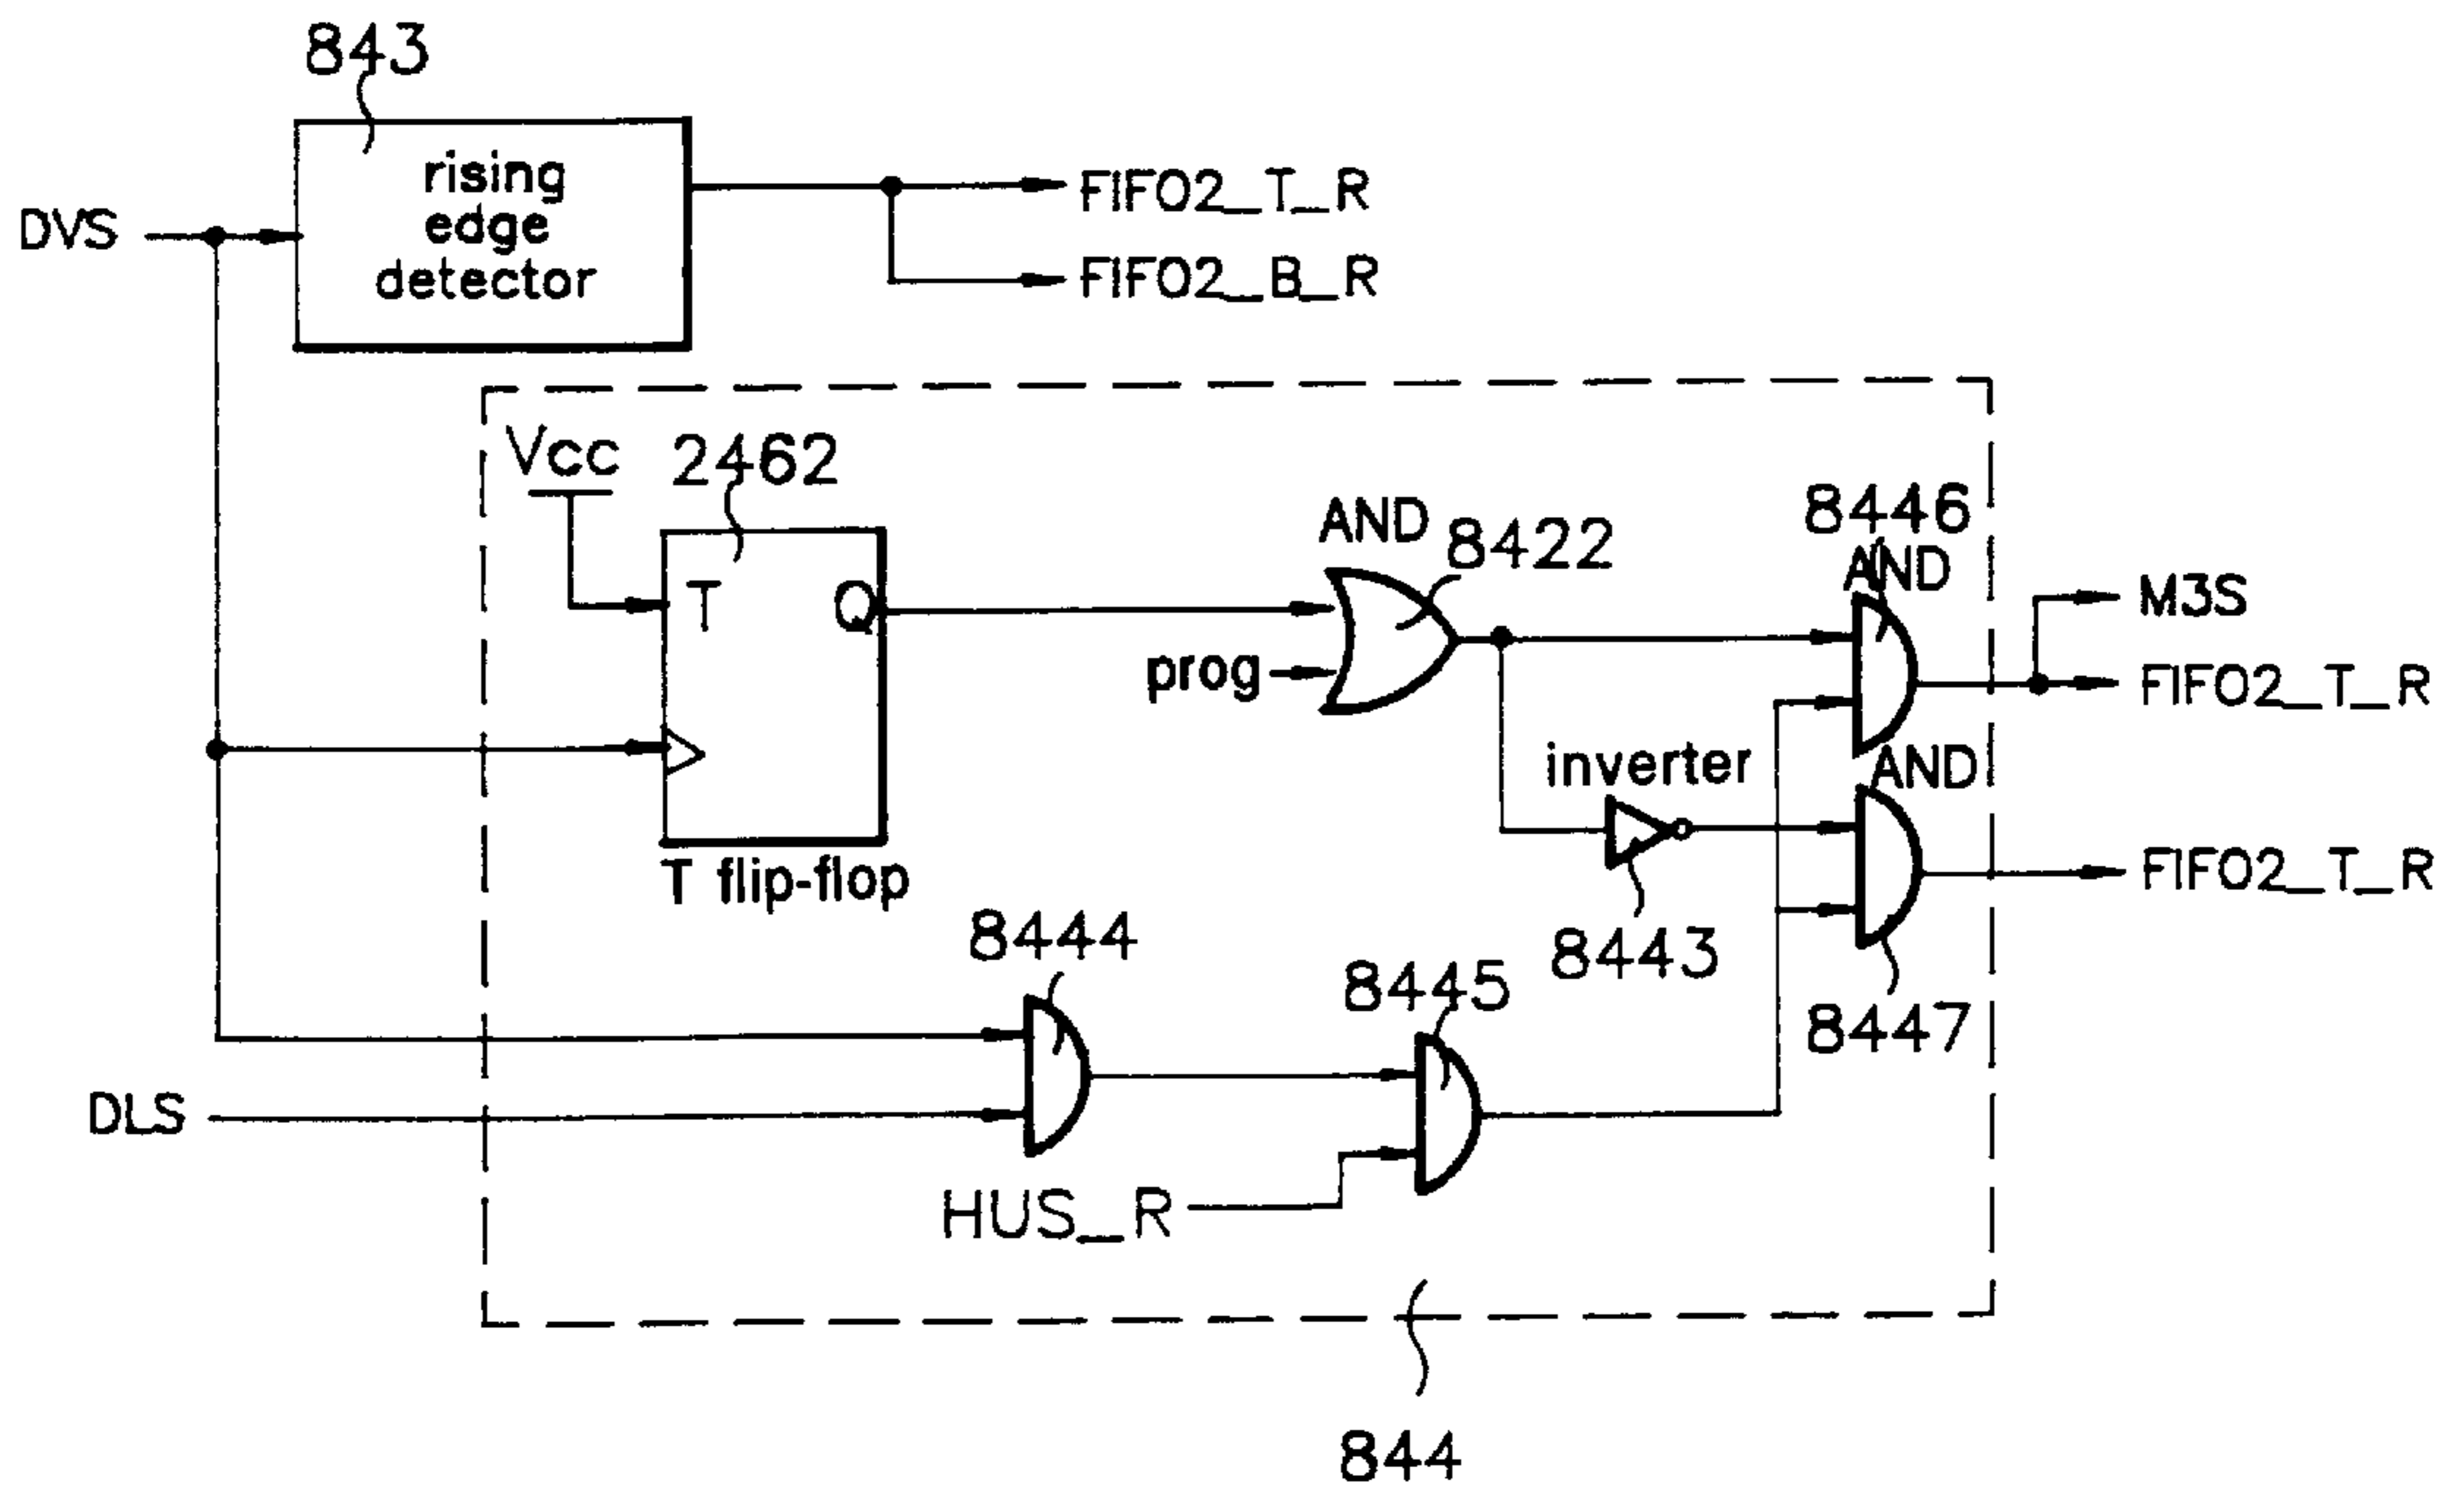 843
rising
edge
detector
DVS
FIFO2_T_R
FIFO2_B_R
Vcc
2462
T
Q
T flip-flop
AND
8422
prog
8446
AND
M3S
FIFO2_T_R
inverter
8443
AND
FIFO2_T_R
8447
8444
8445
DLS
HUS_R
844